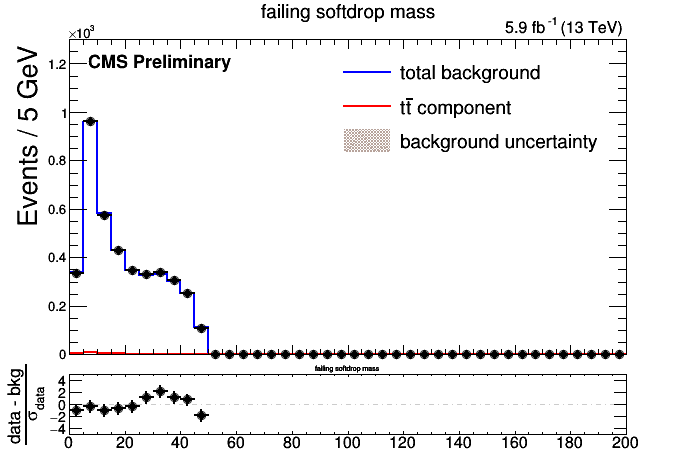 failing softdrop mass
×10³
5.9 fb⁻¹ (13 TeV)
CMS Preliminary
total background
tt̄ component
background uncertainty
Events / 5 GeV
1.2
1
0.8
0.6
0.4
0.2
0
failing softdrop mass
data - bkg
σ_data
4
2
0
−2
−4
0 20 40 60 80 100 120 140 160 180 200